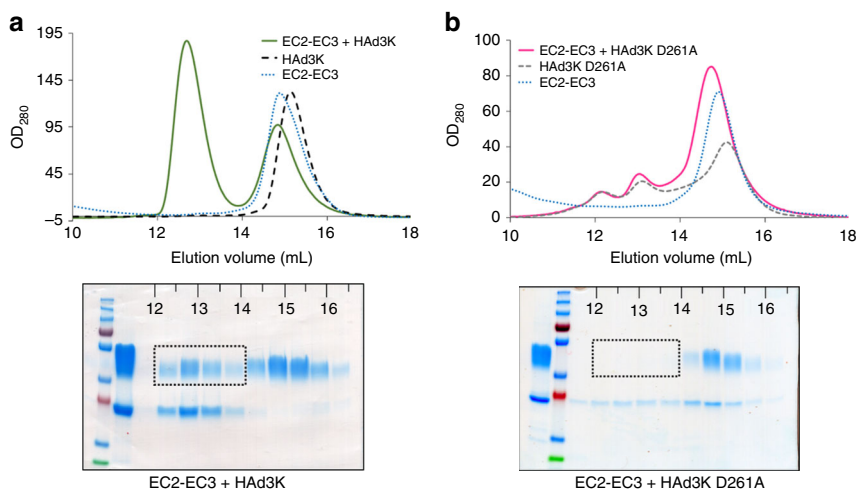 a
195
145
95
45
−5
OD280
10 12 14 16 18
Elution volume (mL)
EC2-EC3 + HAd3K
HAd3K
EC2-EC3
12 13 14 15 16
EC2-EC3 + HAd3K
b
100
80
60
40
20
0
OD280
10 12 14 16 18
Elution volume (mL)
EC2-EC3 + HAd3K D261A
HAd3K D261A
EC2-EC3
12 13 14 15 16
EC2-EC3 + HAd3K D261A